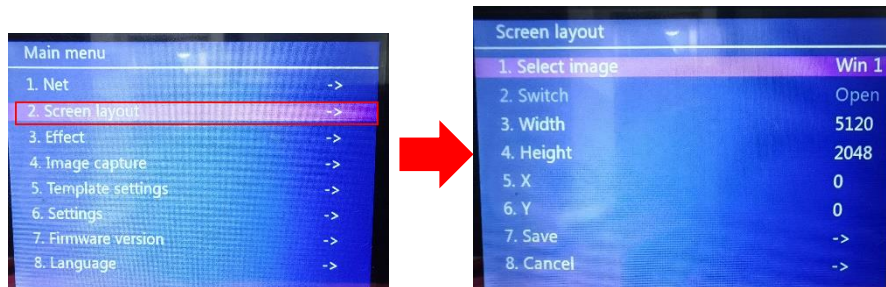 Main menu
1. Net ->
2. Screen layout ->
3. Effect ->
4. Image capture ->
5. Template settings ->
6. Settings ->
7. Firmware version ->
8. Language ->
Screen layout
1. Select image Win 1
2. Switch Open
3. Width 5120
4. Height 2048
5. X 0
6. Y 0
7. Save ->
8. Cancel ->